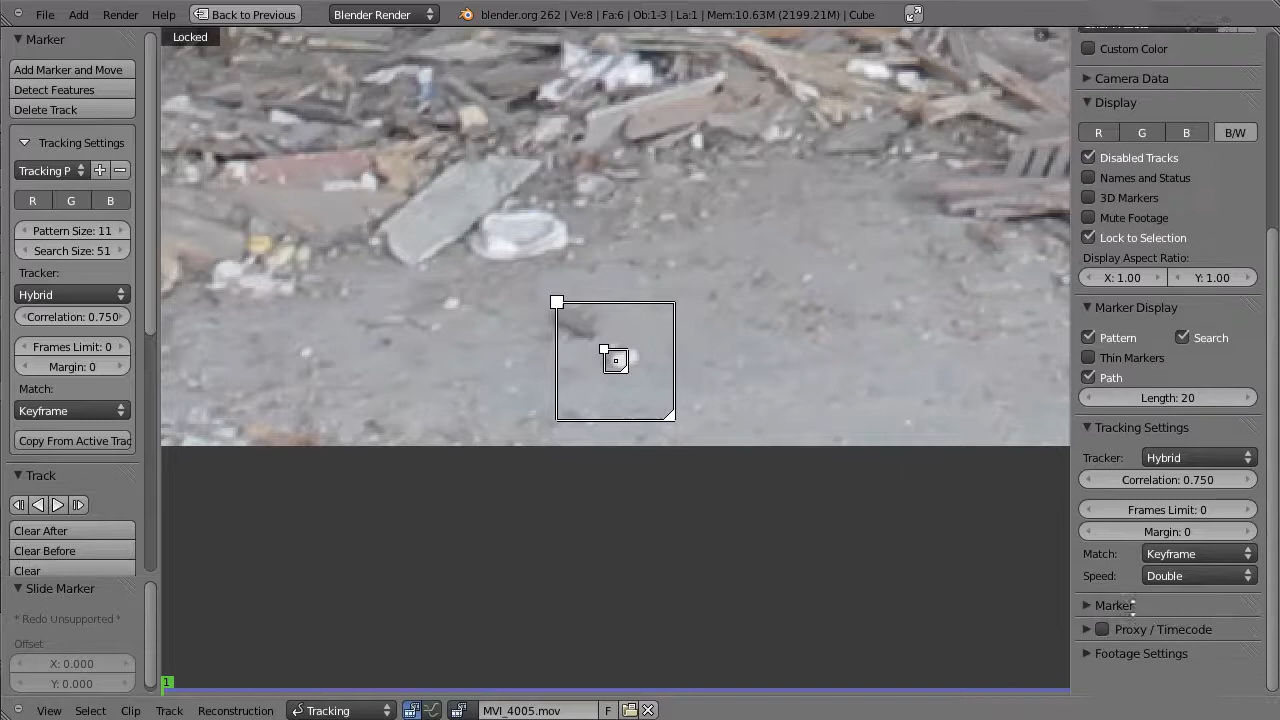 File Add Render Help Back to Previous Blender Render blender.org 262 | Ve:8 | Fa:6 | Ob:1-3 | La:1 | Mem:10.63M (2199.21M) | Cube
Marker
Add Marker and Move
Detect Features
Delete Track
Tracking Settings
Tracking P
R G B
Pattern Size: 11
Search Size: 51
Tracker:
Hybrid
Correlation: 0.750
Frames Limit: 0
Margin: 0
Match:
Keyframe
Copy From Active Trac
Track
Clear After
Clear Before
Clear
Slide Marker
* Redo Unsupported *
Offset
X: 0.000
Y: 0.000
Locked
1
Custom Color
Camera Data
Display
R G B B/W
Disabled Tracks
Names and Status
3D Markers
Mute Footage
Lock to Selection
Display Aspect Ratio:
X: 1.00 Y: 1.00
Marker Display
Pattern Search
Thin Markers
Path
Length: 20
Tracking Settings
Tracker: Hybrid
Correlation: 0.750
Frames Limit: 0
Margin: 0
Match: Keyframe
Speed: Double
Marker
Proxy / Timecode
Footage Settings
View Select Clip Track Reconstruction Tracking MVI_4005.mov F